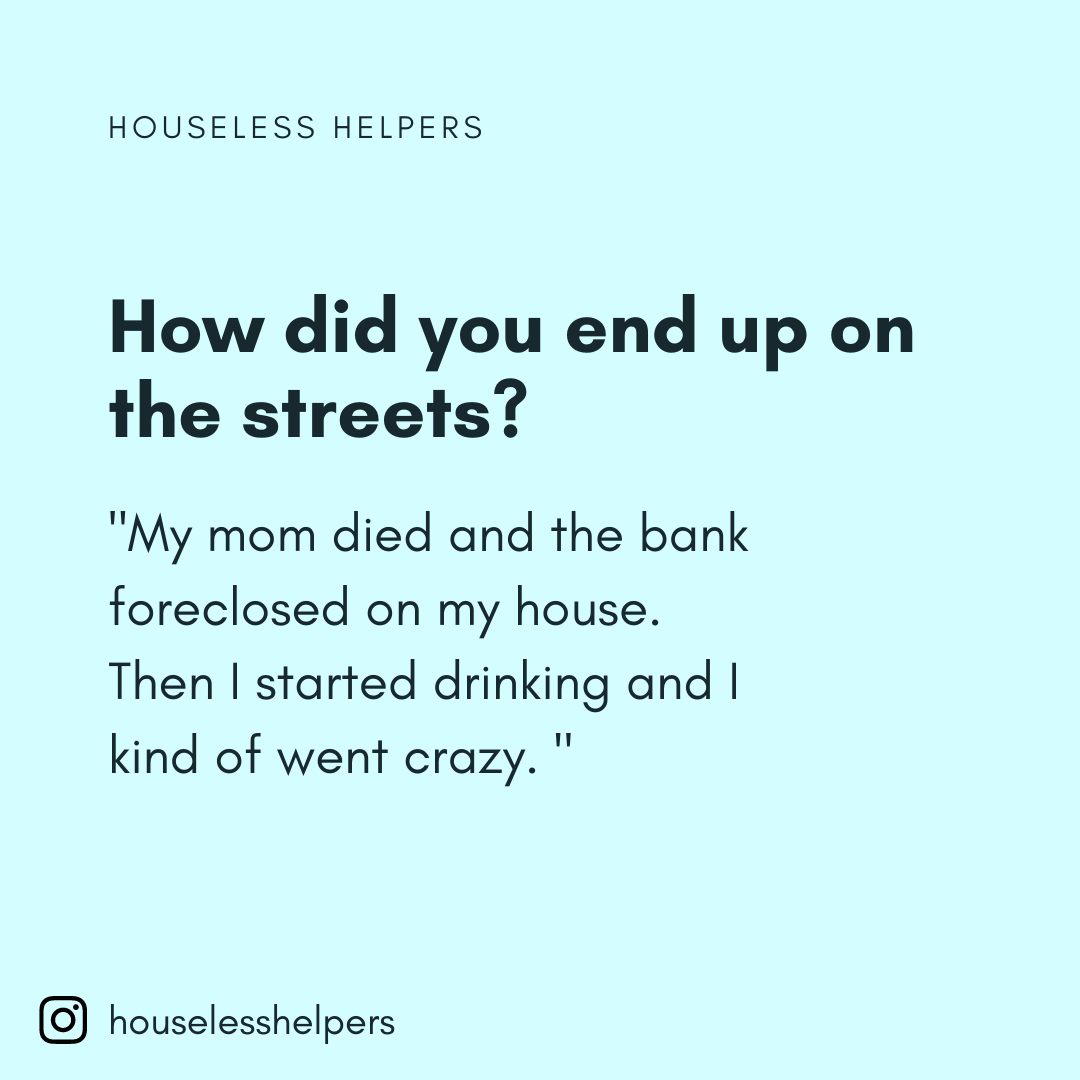 HOUSELESS HELPERS
How did you end up on
the streets?
"My mom died and the bank
foreclosed on my house.
Then I started drinking and I
kind of went crazy. "
houselesshelpers